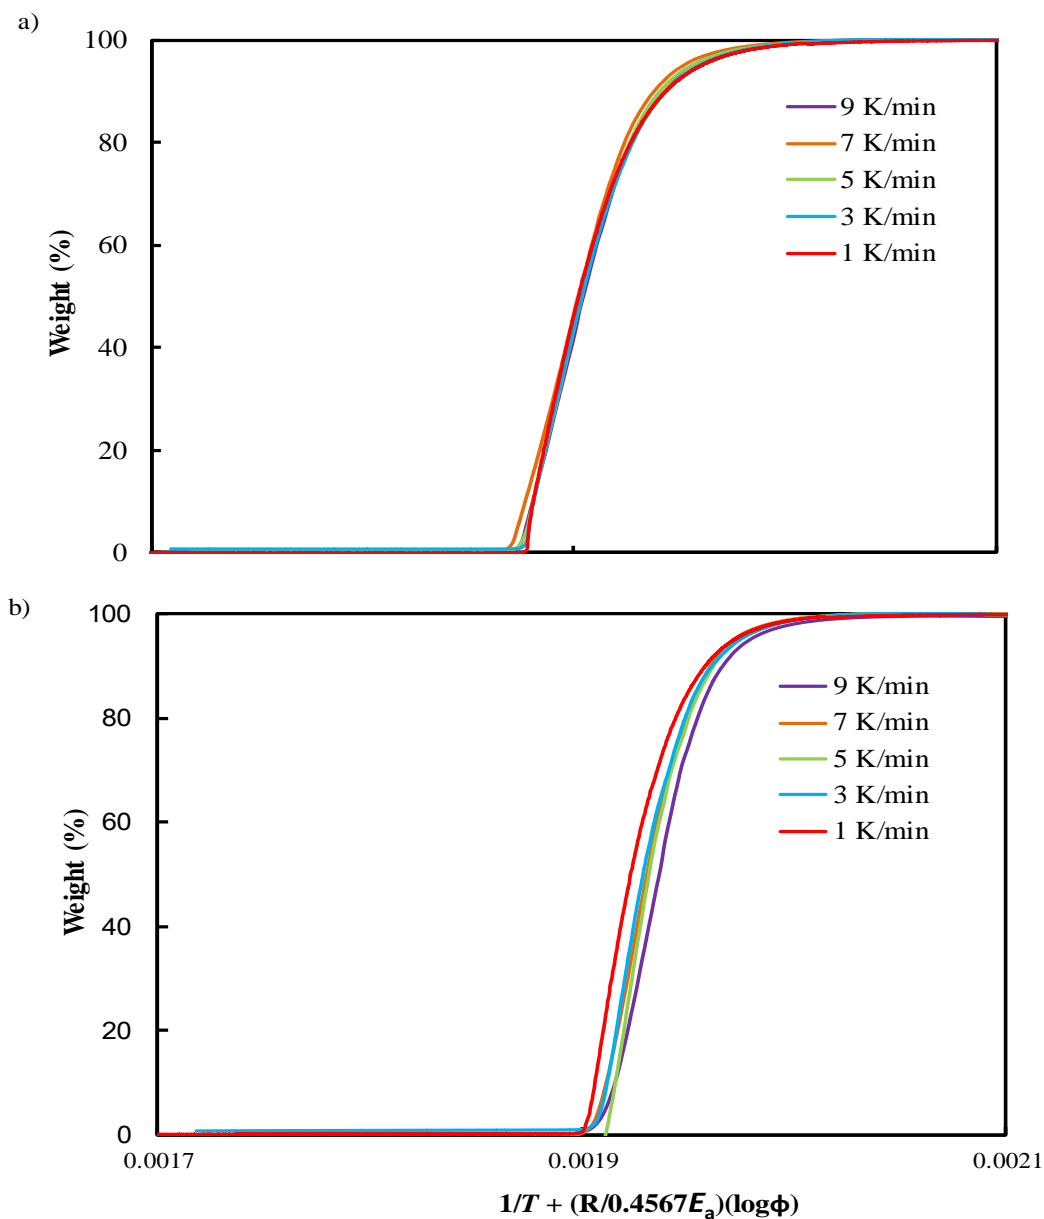 a)
100
80
60
40
20
0
Weight (%)
9 K/min
7 K/min
5 K/min
3 K/min
1 K/min
b)
100
80
60
40
20
0
Weight (%)
9 K/min
7 K/min
5 K/min
3 K/min
1 K/min
0.0017 0.0019 0.0021
1/T + (R/0.4567Eₐ)(logϕ)